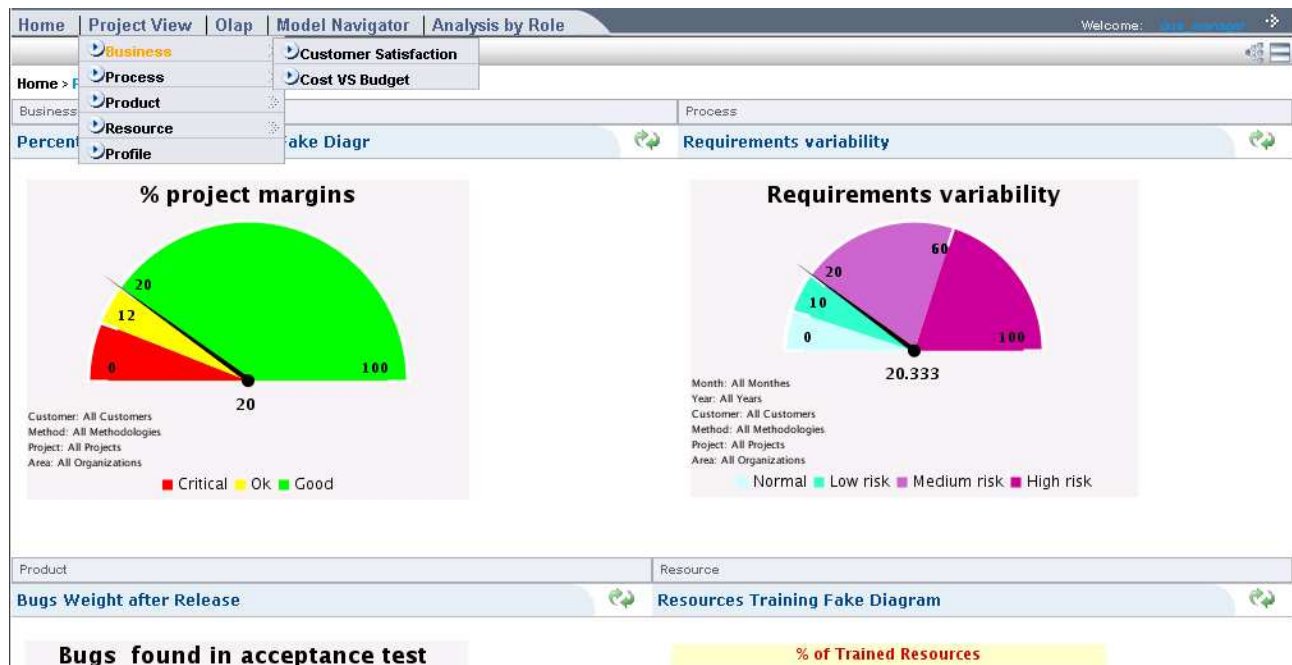 Home | Project View | Olap | Model Navigator | Analysis by Role
Welcome:
Business
Customer Satisfaction
Process
Cost VS Budget
Home >
Product
Resource
Profile
Business
Process
Percent
ake Diagr
Requirements variability
% project margins
20
12
0
100
20
Customer: All Customers
Method: All Methodologies
Project: All Projects
Area: All Organizations
Critical Ok Good
Requirements variability
60
20
10
0
100
20.333
Month: All Monthes
Year: All Years
Customer: All Customers
Method: All Methodologies
Project: All Projects
Area: All Organizations
Normal Low risk Medium risk High risk
Product
Resource
Bugs Weight after Release
Resources Training Fake Diagram
Bugs found in acceptance test
% of Trained Resources